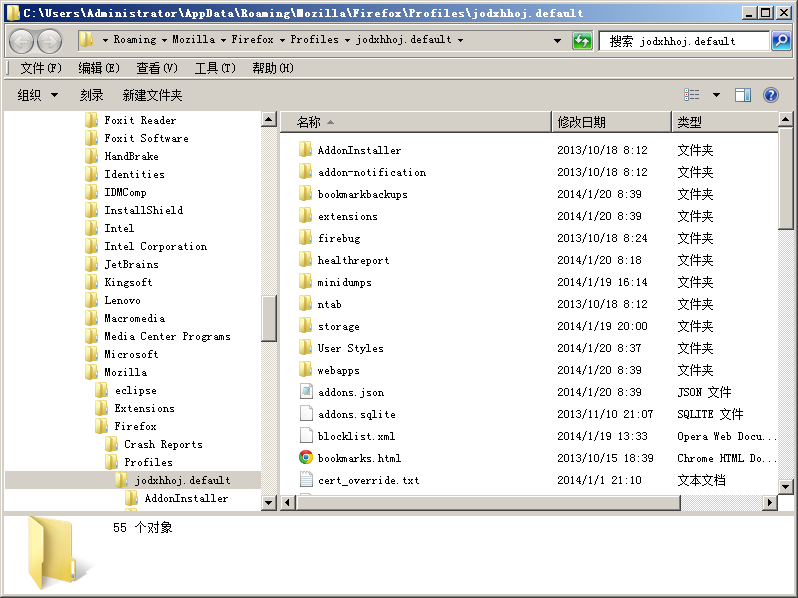 C:\Users\Administrator\AppData\Roaming\Mozilla\Firefox\Profiles\jodxhhoj.default
Roaming Mozilla Firefox Profiles jodxhhoj.default 搜索 jodxhhoj.default
文件(F) 编辑(E) 查看(V) 工具(T) 帮助(H)
组织 刻录 新建文件夹
Foxit Reader
Foxit Software
HandBrake
Identities
IDMComp
InstallShield
Intel
Intel Corporation
JetBrains
Kingsoft
Lenovo
Macromedia
Media Center Programs
Microsoft
Mozilla
eclipse
Extensions
Firefox
Crash Reports
Profiles
jodxhhoj.default
AddonInstaller
名称 修改日期 类型
AddonInstaller 2013/10/18 8:12 文件夹
addon-notification 2013/10/18 8:12 文件夹
bookmarkbackups 2014/1/20 8:39 文件夹
extensions 2014/1/20 8:39 文件夹
firebug 2013/10/18 8:24 文件夹
healthreport 2014/1/20 8:18 文件夹
minidumps 2014/1/19 16:14 文件夹
ntab 2013/10/18 8:12 文件夹
storage 2014/1/19 20:00 文件夹
User Styles 2014/1/20 8:37 文件夹
webapps 2014/1/20 8:39 文件夹
addons.json 2014/1/20 8:39 JSON 文件
addons.sqlite 2013/11/10 21:07 SQLITE 文件
blocklist.xml 2014/1/19 13:33 Opera Web Docu...
bookmarks.html 2013/10/15 18:39 Chrome HTML Do...
cert_override.txt 2014/1/1 21:10 文本文档
55 个对象